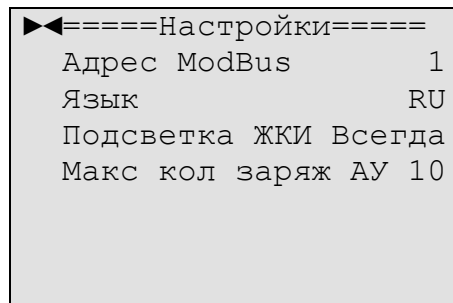 ►◄=====Настройки=====
Адрес ModBus 1
Язык RU
Подсветка ЖКИ Всегда
Макс кол заряж АУ 10